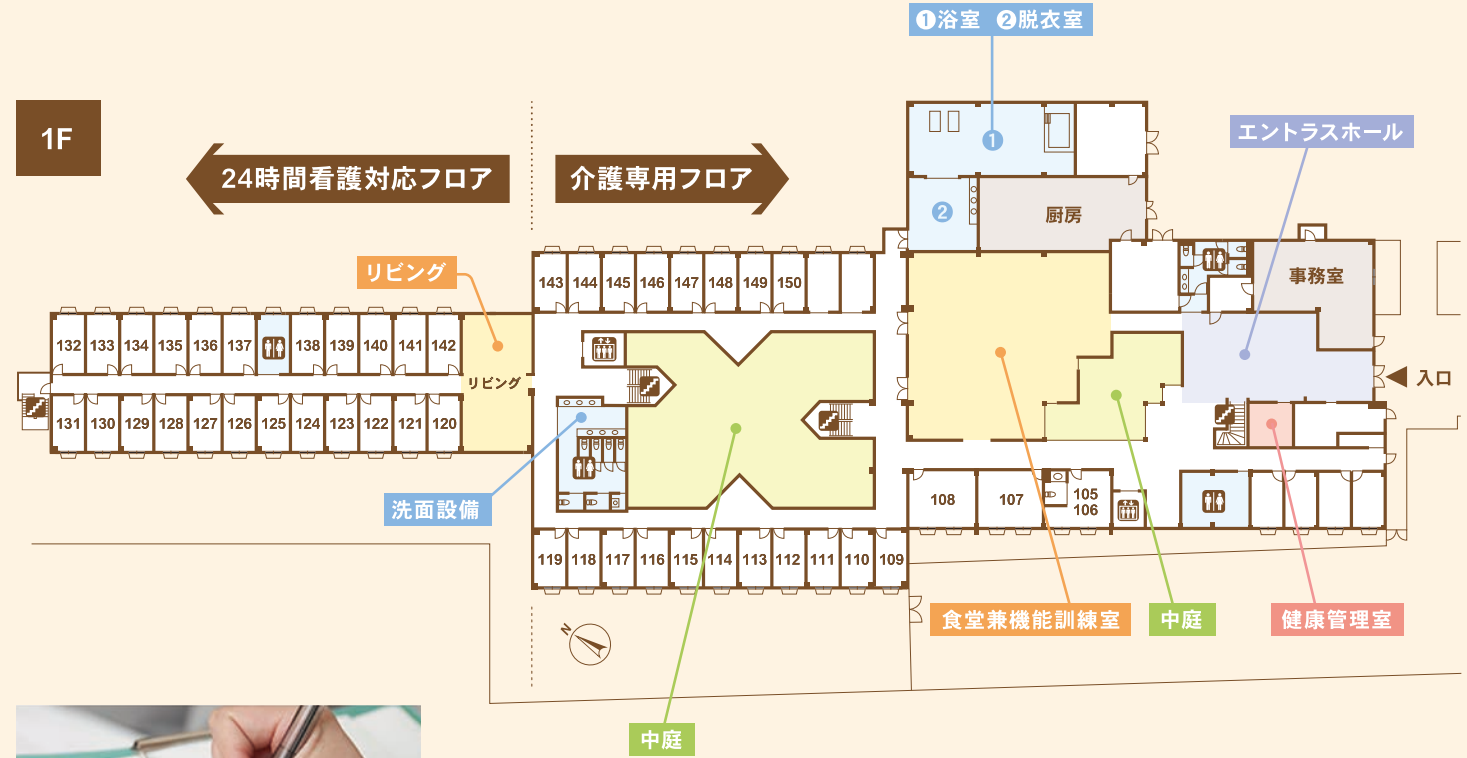 ❶浴室 ❷脱衣室
1F
24時間看護対応フロア
介護専用フロア
エントラスホール
❶
❷
厨房
事務室
リビング
143 144 145 146 147 148 149 150
132 133 134 135 136 137 138 139 140 141 142
リビング
入口
131 130 129 128 127 126 125 124 123 122 121 120
洗面設備
108 107 105
106
119 118 117 116 115 114 113 112 111 110 109
食堂兼機能訓練室
中庭
健康管理室
N
中庭